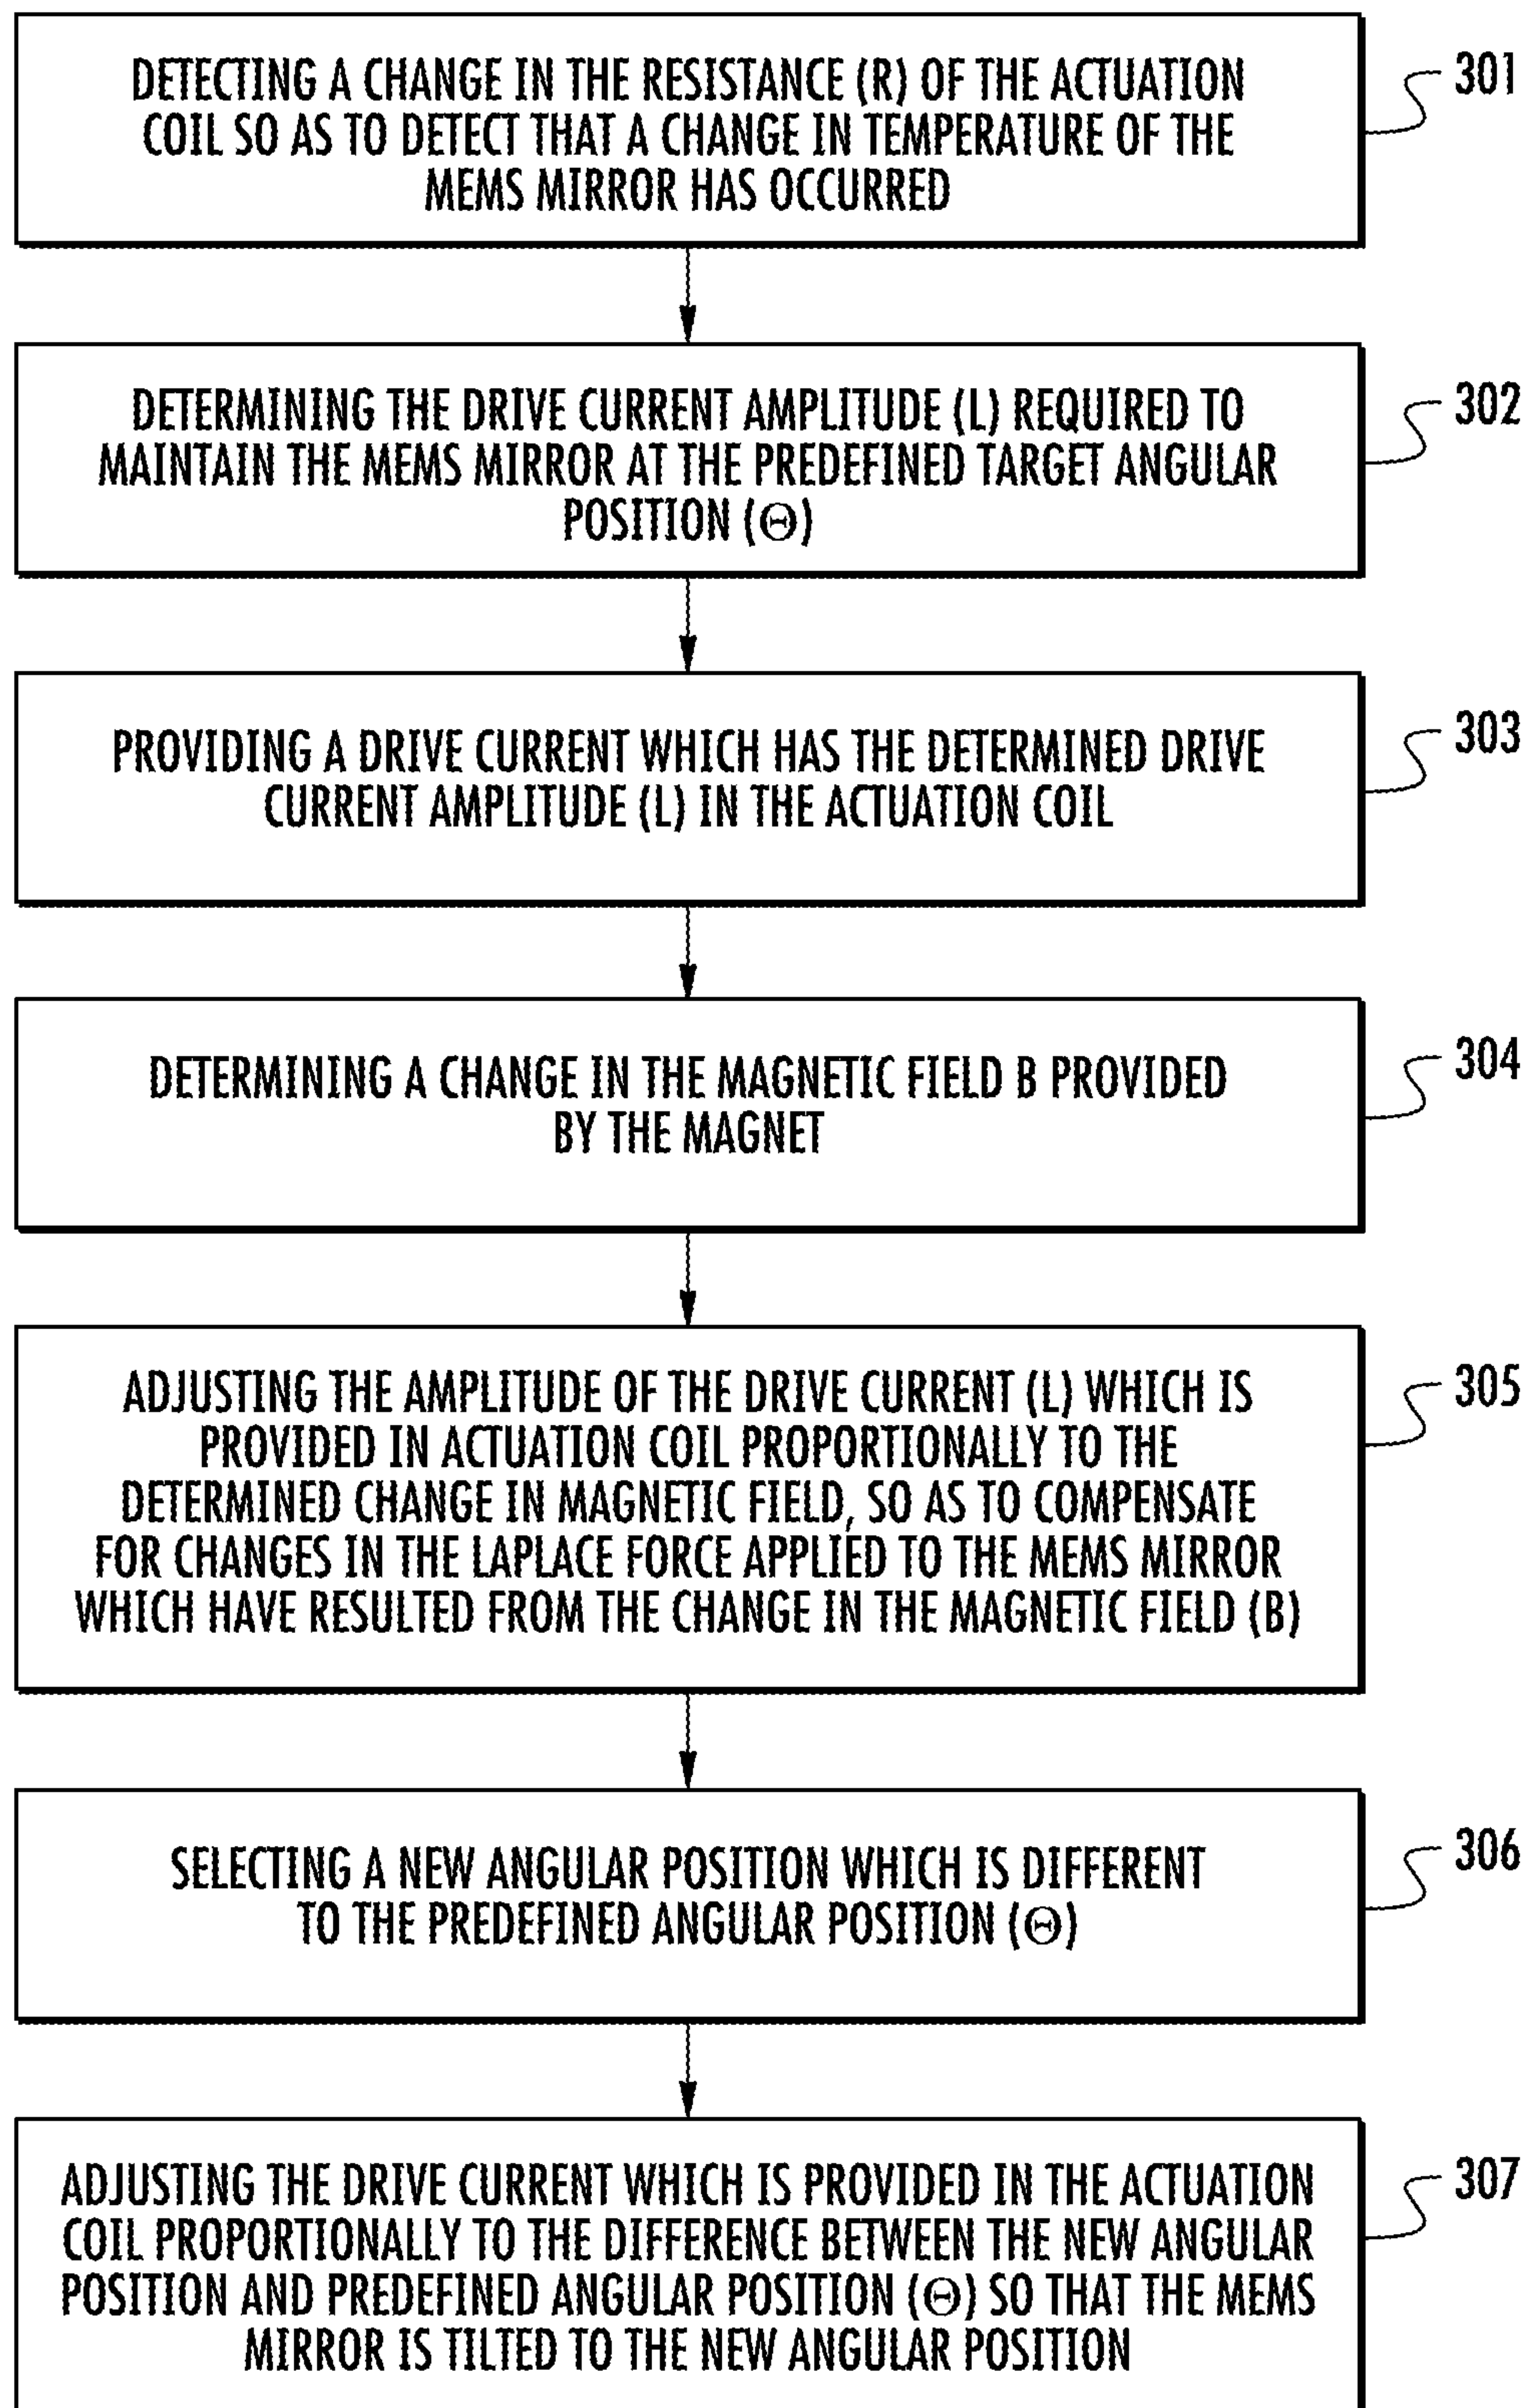 DETECTING A CHANGE IN THE RESISTANCE (R) OF THE ACTUATION
COIL SO AS TO DETECT THAT A CHANGE IN TEMPERATURE OF THE
MEMS MIRROR HAS OCCURRED
301
DETERMINING THE DRIVE CURRENT AMPLITUDE (L) REQUIRED TO
MAINTAIN THE MEMS MIRROR AT THE PREDEFINED TARGET ANGULAR
POSITION (Θ)
302
PROVIDING A DRIVE CURRENT WHICH HAS THE DETERMINED DRIVE
CURRENT AMPLITUDE (L) IN THE ACTUATION COIL
303
DETERMINING A CHANGE IN THE MAGNETIC FIELD B PROVIDED
BY THE MAGNET
304
ADJUSTING THE AMPLITUDE OF THE DRIVE CURRENT (L) WHICH IS
PROVIDED IN ACTUATION COIL PROPORTIONALLY TO THE
DETERMINED CHANGE IN MAGNETIC FIELD, SO AS TO COMPENSATE
FOR CHANGES IN THE LAPLACE FORCE APPLIED TO THE MEMS MIRROR
WHICH HAVE RESULTED FROM THE CHANGE IN THE MAGNETIC FIELD (B)
305
SELECTING A NEW ANGULAR POSITION WHICH IS DIFFERENT
TO THE PREDEFINED ANGULAR POSITION (Θ)
306
ADJUSTING THE DRIVE CURRENT WHICH IS PROVIDED IN THE ACTUATION
COIL PROPORTIONALLY TO THE DIFFERENCE BETWEEN THE NEW ANGULAR
POSITION AND PREDEFINED ANGULAR POSITION (Θ) SO THAT THE MEMS
MIRROR IS TILTED TO THE NEW ANGULAR POSITION
307